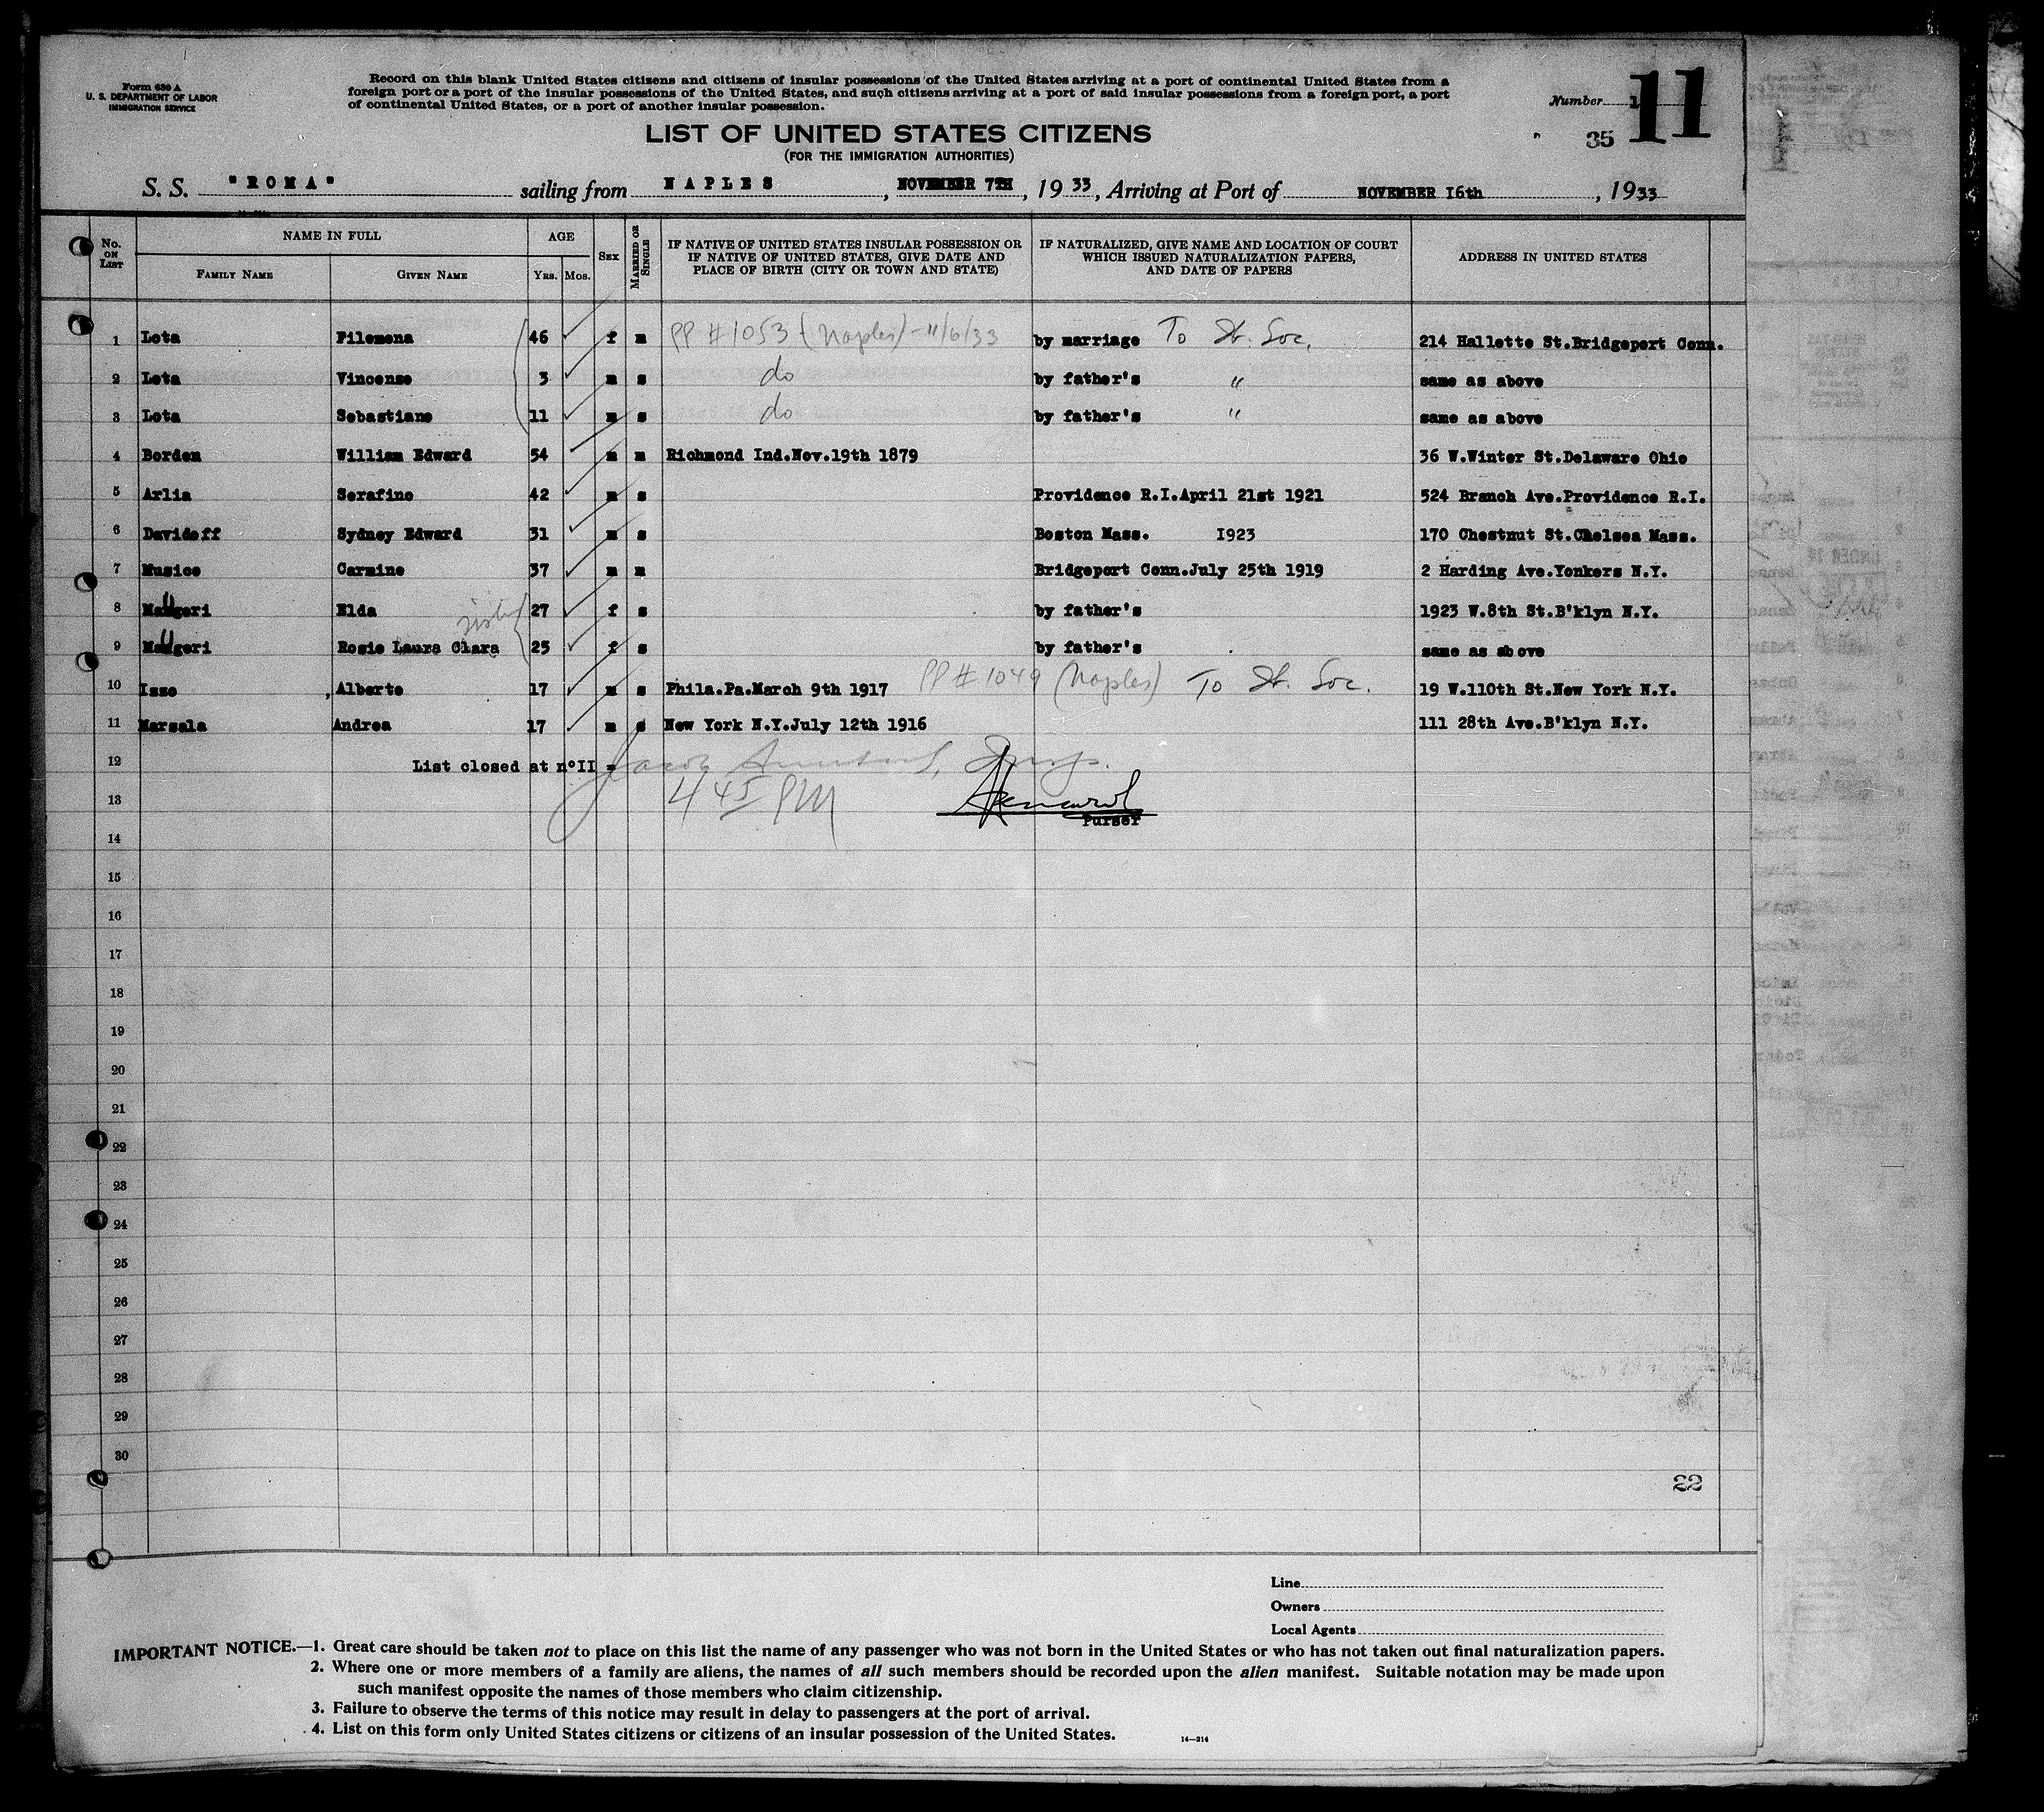 Form 630 A
U. S. DEPARTMENT OF LABOR
IMMIGRATION SERVICE
Record on this blank United States citizens and citizens of insular possessions of the United States arriving at a port of continental United States from a
foreign port or a port of the insular possessions of the United States, and such citizens arriving at a port of said insular possessions from a foreign port, a port
of continental United States, or a port of another insular possession.
Number 1
11
35
LIST OF UNITED STATES CITIZENS
(FOR THE IMMIGRATION AUTHORITIES)
S. S. "ROMA" sailing from NAPLES, NOVEMBER 7TH, 1933, Arriving at Port of NOVEMBER 16th, 1933
No. ON LIST
NAME IN FULL
FAMILY NAME
GIVEN NAME
AGE
YRS.
MOS.
SEX
MARRIED OR SINGLE
IF NATIVE OF UNITED STATES INSULAR POSSESSION OR
IF NATIVE OF UNITED STATES, GIVE DATE AND
PLACE OF BIRTH (CITY OR TOWN AND STATE)
IF NATURALIZED, GIVE NAME AND LOCATION OF COURT
WHICH ISSUED NATURALIZATION PAPERS,
AND DATE OF PAPERS
ADDRESS IN UNITED STATES
1 Lota Filomena 46 f m PP #1053 (Naples) - 11/6/33 by marriage To St. Soc. 214 Hallette St.Bridgeport Conn.
2 Lota Vincenzo 3 m s do by father's " same as above
3 Lota Sebastiano 11 m s do by father's " same as above
4 Borden William Edward 54 m m Richmond Ind.Nov.19th 1879 36 W.Winter St.Delaware Ohio
5 Arlia Serafino 42 m s Providence R.I.April 21st 1921 524 Branch Ave.Providence R.I.
6 Davidoff Sydney Edward 31 m s Boston Mass. 1923 170 Chestnut St.Chelsea Mass.
7 Musico Carmine 37 m m Bridgeport Conn.July 25th 1919 2 Harding Ave.Yonkers N.Y.
8 Maugeri Elda 27 f s by father's 1923 W.8th St.B'klyn N.Y.
9 Maugeri Rosie Laura Clara 25 f s by father's same as above
10 Izzo , Alberto 17 m s Phila.Pa.March 9th 1917 PP #1049 (Naples) To St. Soc. 19 W.110th St.New York N.Y.
11 Marsala Andrea 17 m s New York N.Y.July 12th 1916 111 28th Ave.B'klyn N.Y.
12 List closed at n°II =
13 4 45 PM
Purser
14
15
16
17
18
19
20
21
22
23
24
25
26
27
28
29
30
22
Line
Owners
Local Agents
IMPORTANT NOTICE.—1. Great care should be taken not to place on this list the name of any passenger who was not born in the United States or who has not taken out final naturalization papers.
2. Where one or more members of a family are aliens, the names of all such members should be recorded upon the alien manifest. Suitable notation may be made upon
such manifest opposite the names of those members who claim citizenship.
3. Failure to observe the terms of this notice may result in delay to passengers at the port of arrival.
4. List on this form only United States citizens or citizens of an insular possession of the United States.
14—214